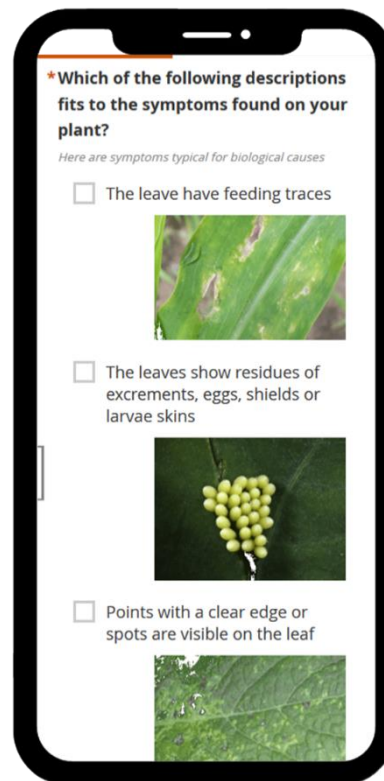 *Which of the following descriptions
fits to the symptoms found on your
plant?
Here are symptoms typical for biological causes
The leave have feeding traces
The leaves show residues of
excrements, eggs, shields or
larvae skins
Points with a clear edge or
spots are visible on the leaf